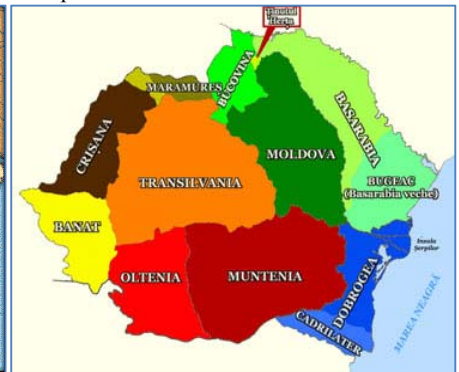 Ținutul
Herța
BUCOVINA
MARAMUREȘ
BASARABIA
CRIȘANA
MOLDOVA
TRANSILVANIA
BUGEAC
(Basarabia veche)
BANAT
Insula
Șerpilor
OLTENIA
MUNTENIA
DOBROGEA
CADRILATER
MAREA NEAGRĂ